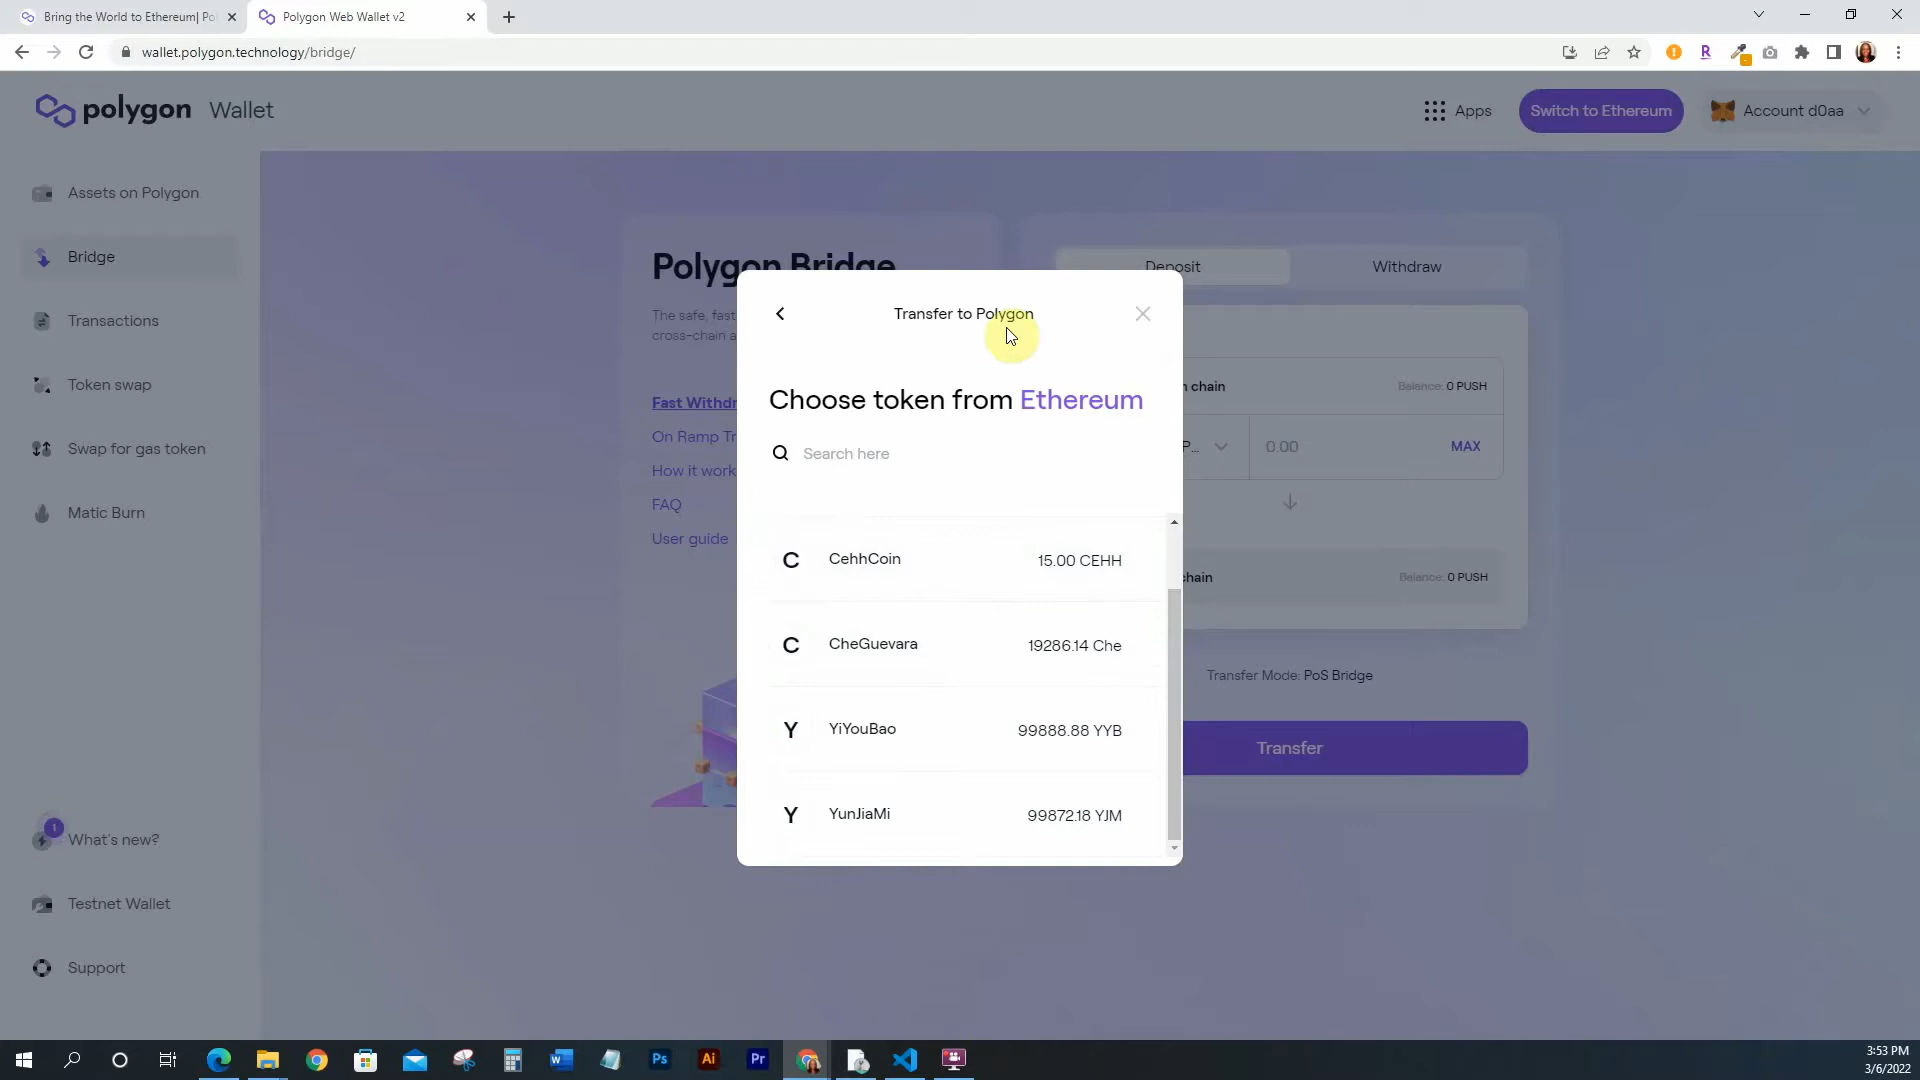 Bring the World to Ethereum| Po
Polygon Web Wallet v2
wallet.polygon.technology/bridge/
R
polygon Wallet
Apps
Switch to Ethereum
Account d0aa
Assets on Polygon
Bridge
Transactions
Token swap
Swap for gas token
Matic Burn
1
What's new?
Testnet Wallet
Support
Polygon Bridge
The safe, fast
cross-chain a
Fast Withdr
On Ramp Tr
How it work
FAQ
User guide
Deposit
Withdraw
n chain
Balance: 0 PUSH
P...
0.00
MAX
chain
Balance: 0 PUSH
Transfer Mode: PoS Bridge
Transfer
Transfer to Polygon
Choose token from Ethereum
Search here
C CehhCoin 15.00 CEHH
C CheGuevara 19286.14 Che
Y YiYouBao 99888.88 YYB
Y YunJiaMi 99872.18 YJM
W
Ps
Ai
Pr
3:53 PM
3/6/2022